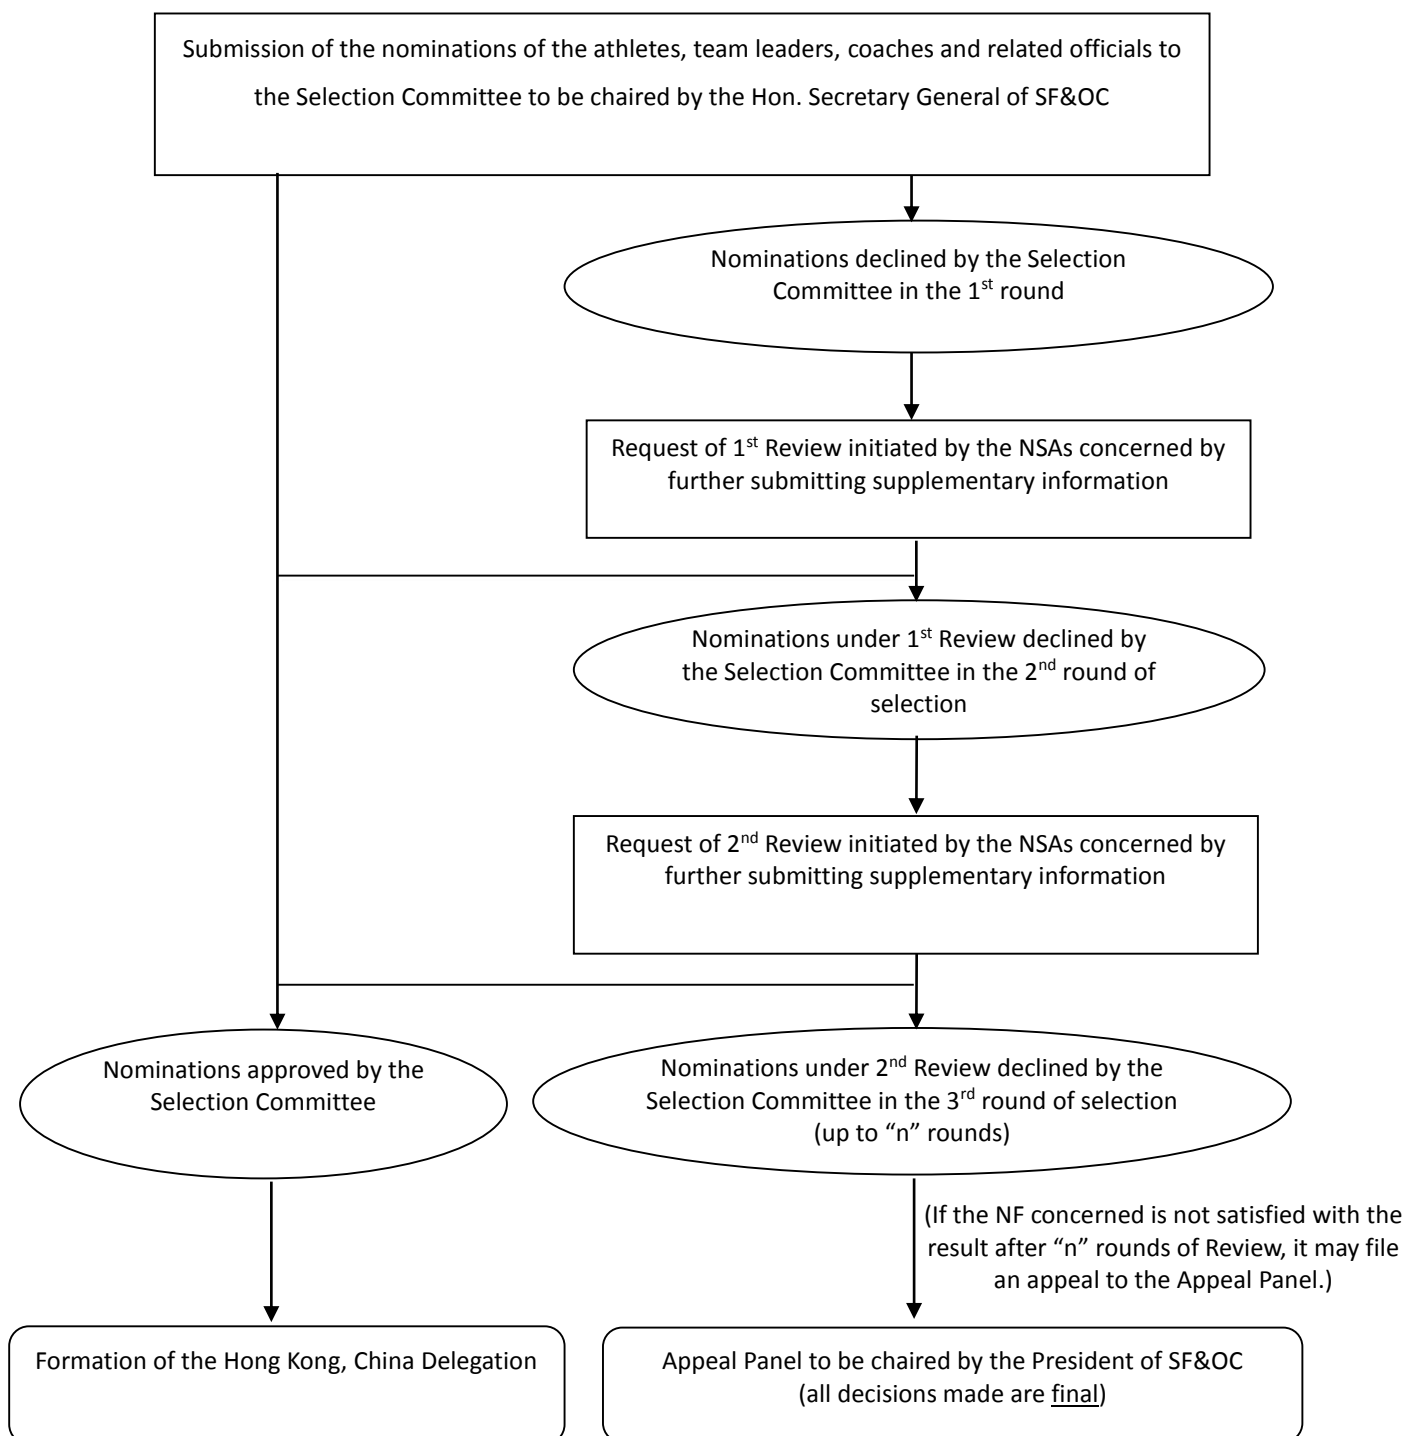 Submission of the nominations of the athletes, team leaders, coaches and related officials to
the Selection Committee to be chaired by the Hon. Secretary General of SF&OC
Nominations declined by the Selection
Committee in the 1st round
Request of 1st Review initiated by the NSAs concerned by
further submitting supplementary information
Nominations under 1st Review declined by
the Selection Committee in the 2nd round of
selection
Request of 2nd Review initiated by the NSAs concerned by
further submitting supplementary information
Nominations approved by the
Selection Committee
Nominations under 2nd Review declined by the
Selection Committee in the 3rd round of selection
(up to “n” rounds)
(If the NF concerned is not satisfied with the
result after “n” rounds of Review, it may file
an appeal to the Appeal Panel.)
Formation of the Hong Kong, China Delegation
Appeal Panel to be chaired by the President of SF&OC
(all decisions made are final)